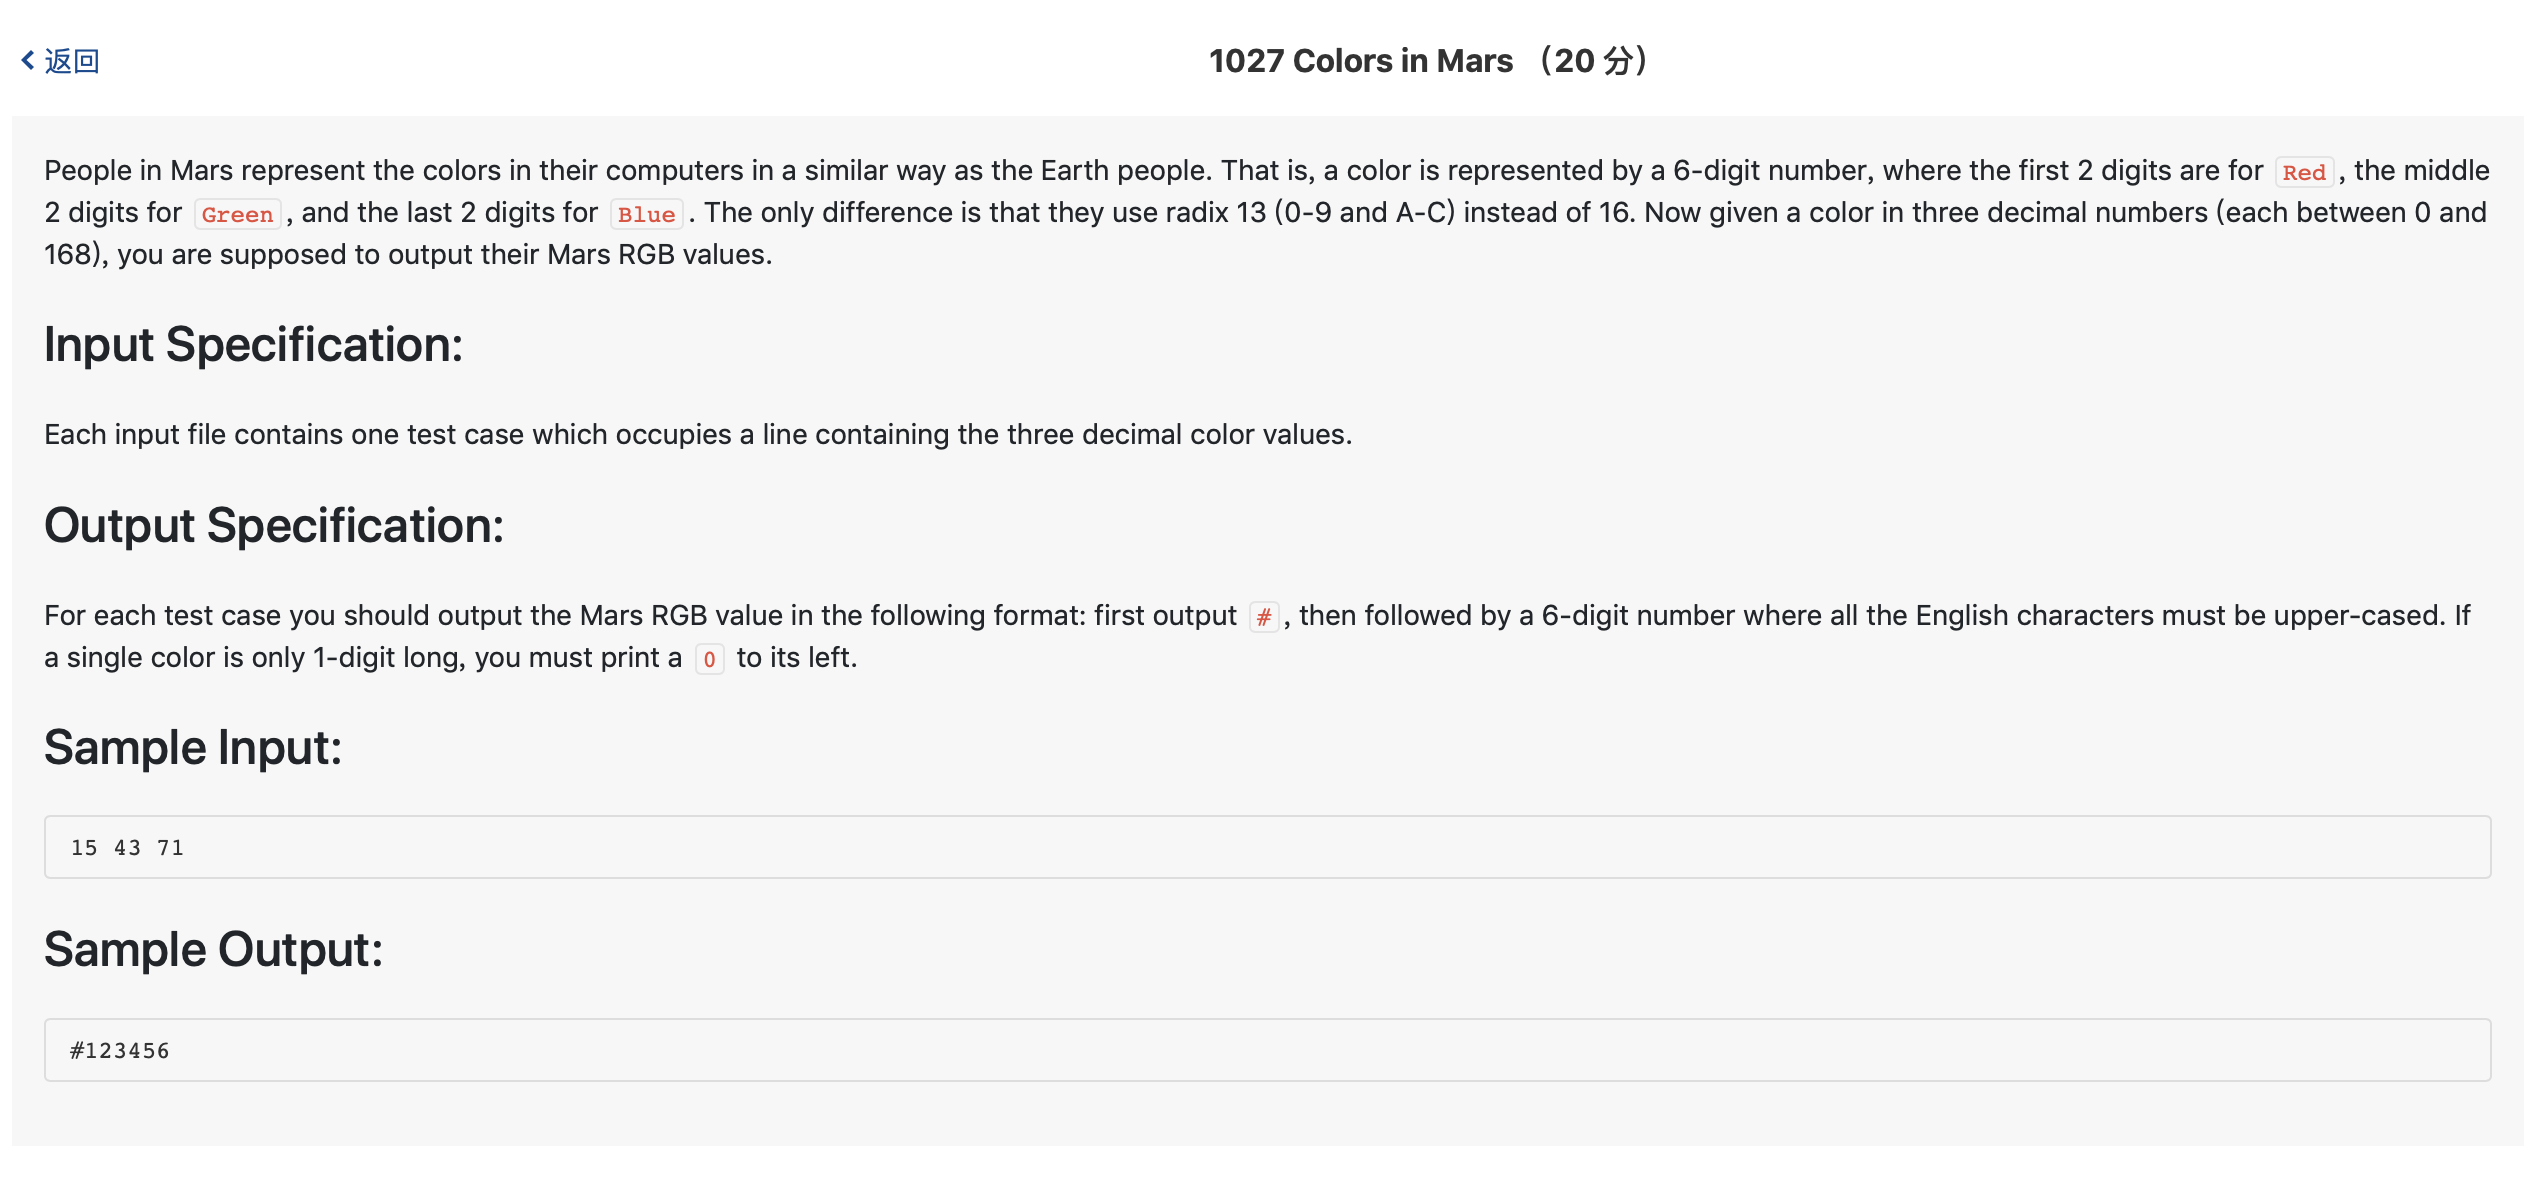 返回
1027 Colors in Mars （20 分）
People in Mars represent the colors in their computers in a similar way as the Earth people. That is, a color is represented by a 6-digit number, where the first 2 digits are for Red, the middle
2 digits for Green, and the last 2 digits for Blue. The only difference is that they use radix 13 (0-9 and A-C) instead of 16. Now given a color in three decimal numbers (each between 0 and
168), you are supposed to output their Mars RGB values.
Input Specification:
Each input file contains one test case which occupies a line containing the three decimal color values.
Output Specification:
For each test case you should output the Mars RGB value in the following format: first output #, then followed by a 6-digit number where all the English characters must be upper-cased. If
a single color is only 1-digit long, you must print a 0 to its left.
Sample Input:
15 43 71
Sample Output:
#123456